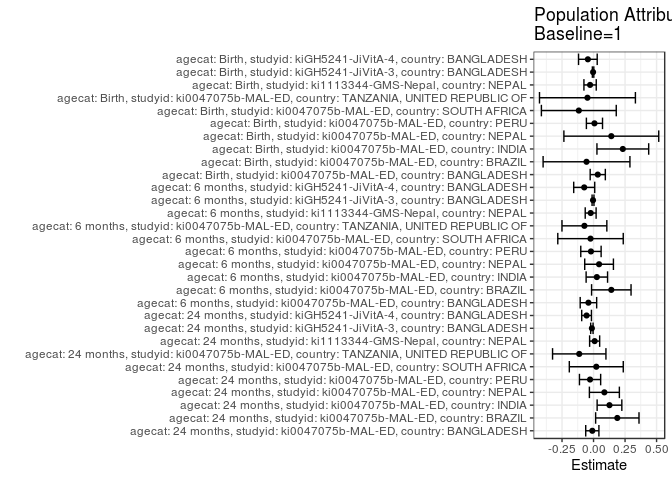 Population Attribu
Baseline=1
agecat: Birth, studyid: kiGH5241-JiVitA-4, country: BANGLADESH
agecat: Birth, studyid: kiGH5241-JiVitA-3, country: BANGLADESH
agecat: Birth, studyid: ki1113344-GMS-Nepal, country: NEPAL
agecat: Birth, studyid: ki0047075b-MAL-ED, country: TANZANIA, UNITED REPUBLIC OF
agecat: Birth, studyid: ki0047075b-MAL-ED, country: SOUTH AFRICA
agecat: Birth, studyid: ki0047075b-MAL-ED, country: PERU
agecat: Birth, studyid: ki0047075b-MAL-ED, country: NEPAL
agecat: Birth, studyid: ki0047075b-MAL-ED, country: INDIA
agecat: Birth, studyid: ki0047075b-MAL-ED, country: BRAZIL
agecat: Birth, studyid: ki0047075b-MAL-ED, country: BANGLADESH
agecat: 6 months, studyid: kiGH5241-JiVitA-4, country: BANGLADESH
agecat: 6 months, studyid: kiGH5241-JiVitA-3, country: BANGLADESH
agecat: 6 months, studyid: ki1113344-GMS-Nepal, country: NEPAL
agecat: 6 months, studyid: ki0047075b-MAL-ED, country: TANZANIA, UNITED REPUBLIC OF
agecat: 6 months, studyid: ki0047075b-MAL-ED, country: SOUTH AFRICA
agecat: 6 months, studyid: ki0047075b-MAL-ED, country: PERU
agecat: 6 months, studyid: ki0047075b-MAL-ED, country: NEPAL
agecat: 6 months, studyid: ki0047075b-MAL-ED, country: INDIA
agecat: 6 months, studyid: ki0047075b-MAL-ED, country: BRAZIL
agecat: 6 months, studyid: ki0047075b-MAL-ED, country: BANGLADESH
agecat: 24 months, studyid: kiGH5241-JiVitA-4, country: BANGLADESH
agecat: 24 months, studyid: kiGH5241-JiVitA-3, country: BANGLADESH
agecat: 24 months, studyid: ki1113344-GMS-Nepal, country: NEPAL
agecat: 24 months, studyid: ki0047075b-MAL-ED, country: TANZANIA, UNITED REPUBLIC OF
agecat: 24 months, studyid: ki0047075b-MAL-ED, country: SOUTH AFRICA
agecat: 24 months, studyid: ki0047075b-MAL-ED, country: PERU
agecat: 24 months, studyid: ki0047075b-MAL-ED, country: NEPAL
agecat: 24 months, studyid: ki0047075b-MAL-ED, country: INDIA
agecat: 24 months, studyid: ki0047075b-MAL-ED, country: BRAZIL
agecat: 24 months, studyid: ki0047075b-MAL-ED, country: BANGLADESH
-0.25 0.00 0.25 0.50
Estimate